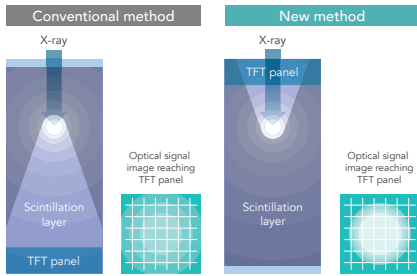 Conventional method
X-ray
Optical signal
image reaching
TFT panel
Scintillation
layer
TFT panel
New method
X-ray
TFT panel
Optical signal
image reaching
TFT panel
Scintillation
layer